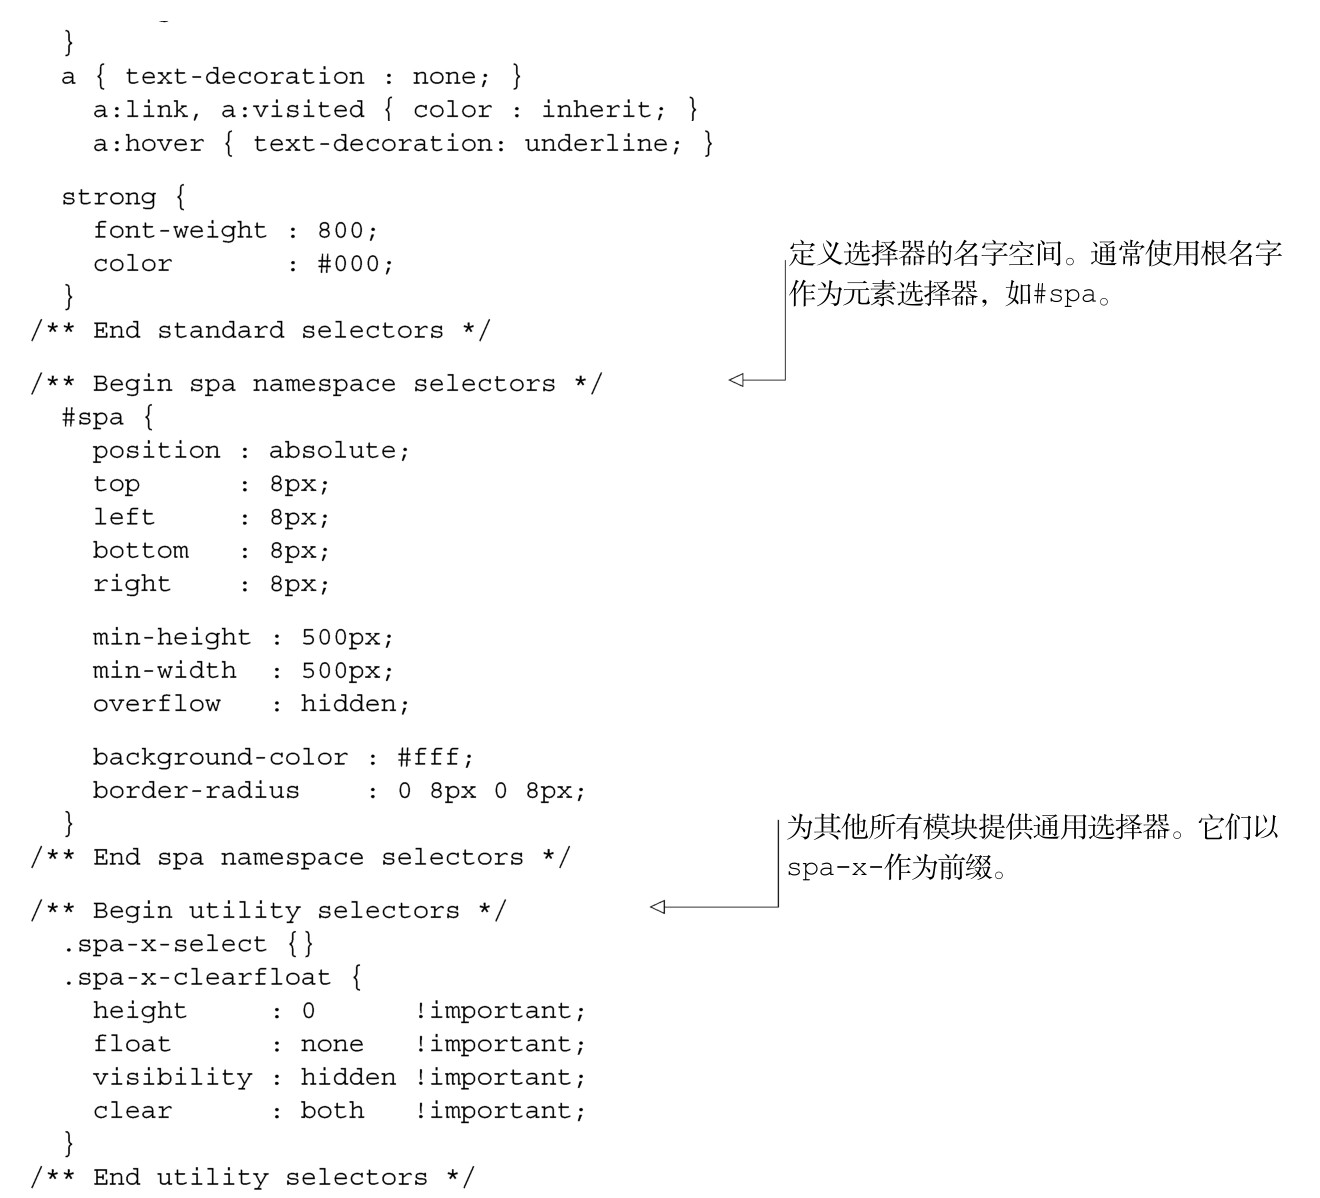 }
a { text-decoration : none; }
a:link, a:visited { color : inherit; }
a:hover { text-decoration: underline; }
strong {
font-weight : 800;
color : #000;
}
/** End standard selectors */
定义选择器的名字空间。通常使用根名字
作为元素选择器，如#spa。
/** Begin spa namespace selectors */
#spa {
position : absolute;
top : 8px;
left : 8px;
bottom : 8px;
right : 8px;
min-height : 500px;
min-width : 500px;
overflow : hidden;
background-color : #fff;
border-radius : 0 8px 0 8px;
}
/** End spa namespace selectors */
为其他所有模块提供通用选择器。它们以
spa-x-作为前缀。
/** Begin utility selectors */
.spa-x-select {}
.spa-x-clearfloat {
height : 0 !important;
float : none !important;
visibility : hidden !important;
clear : both !important;
}
/** End utility selectors */